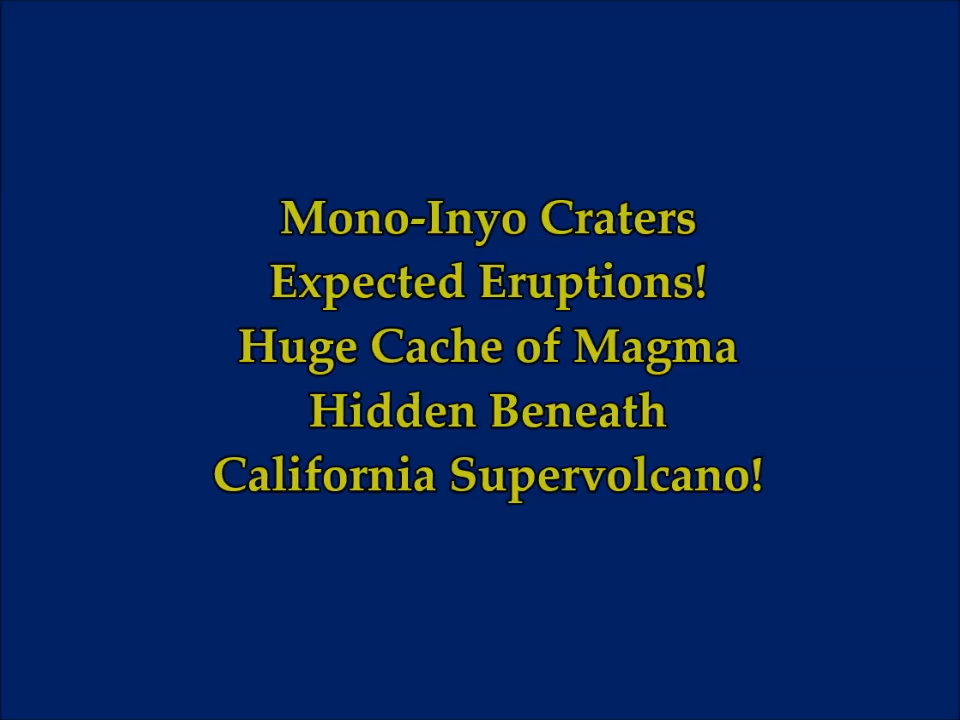 Mono-Inyo Craters
Expected Eruptions!
Huge Cache of Magma
Hidden Beneath
California Supervolcano!